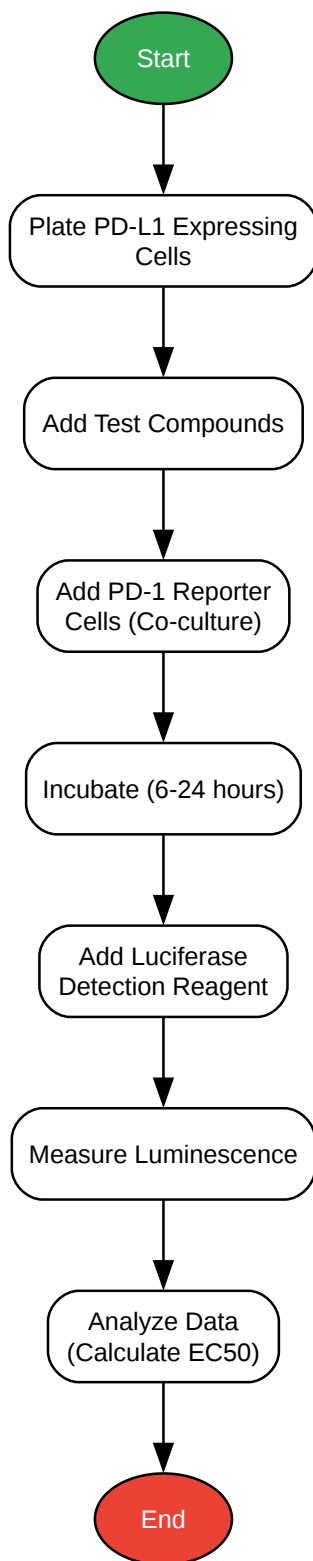 Start
Plate PD-L1 Expressing
Cells
Add Test Compounds
Add PD-1 Reporter
Cells (Co-culture)
Incubate (6-24 hours)
Add Luciferase
Detection Reagent
Measure Luminescence
Analyze Data
(Calculate EC50)
End